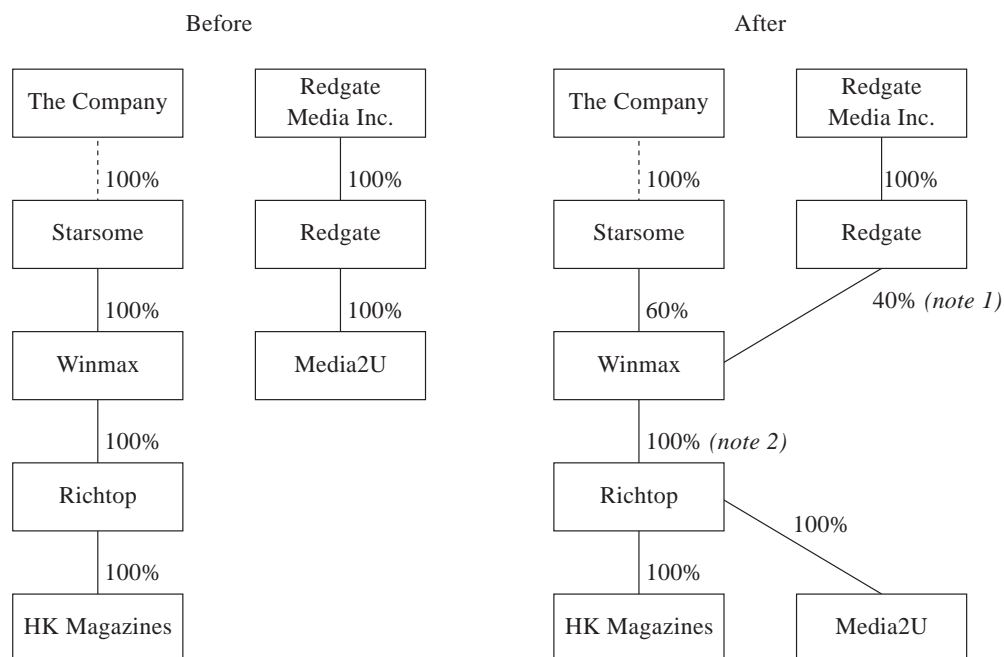 Before
The Company
Redgate
Media Inc.
100%
100%
Starsome
Redgate
100%
100%
Winmax
Media2U
100%
Richtop
100%
HK Magazines
After
The Company
Redgate
Media Inc.
100%
100%
Starsome
Redgate
60%
40% (note 1)
Winmax
100% (note 2)
Richtop
100%
100%
HK Magazines
Media2U